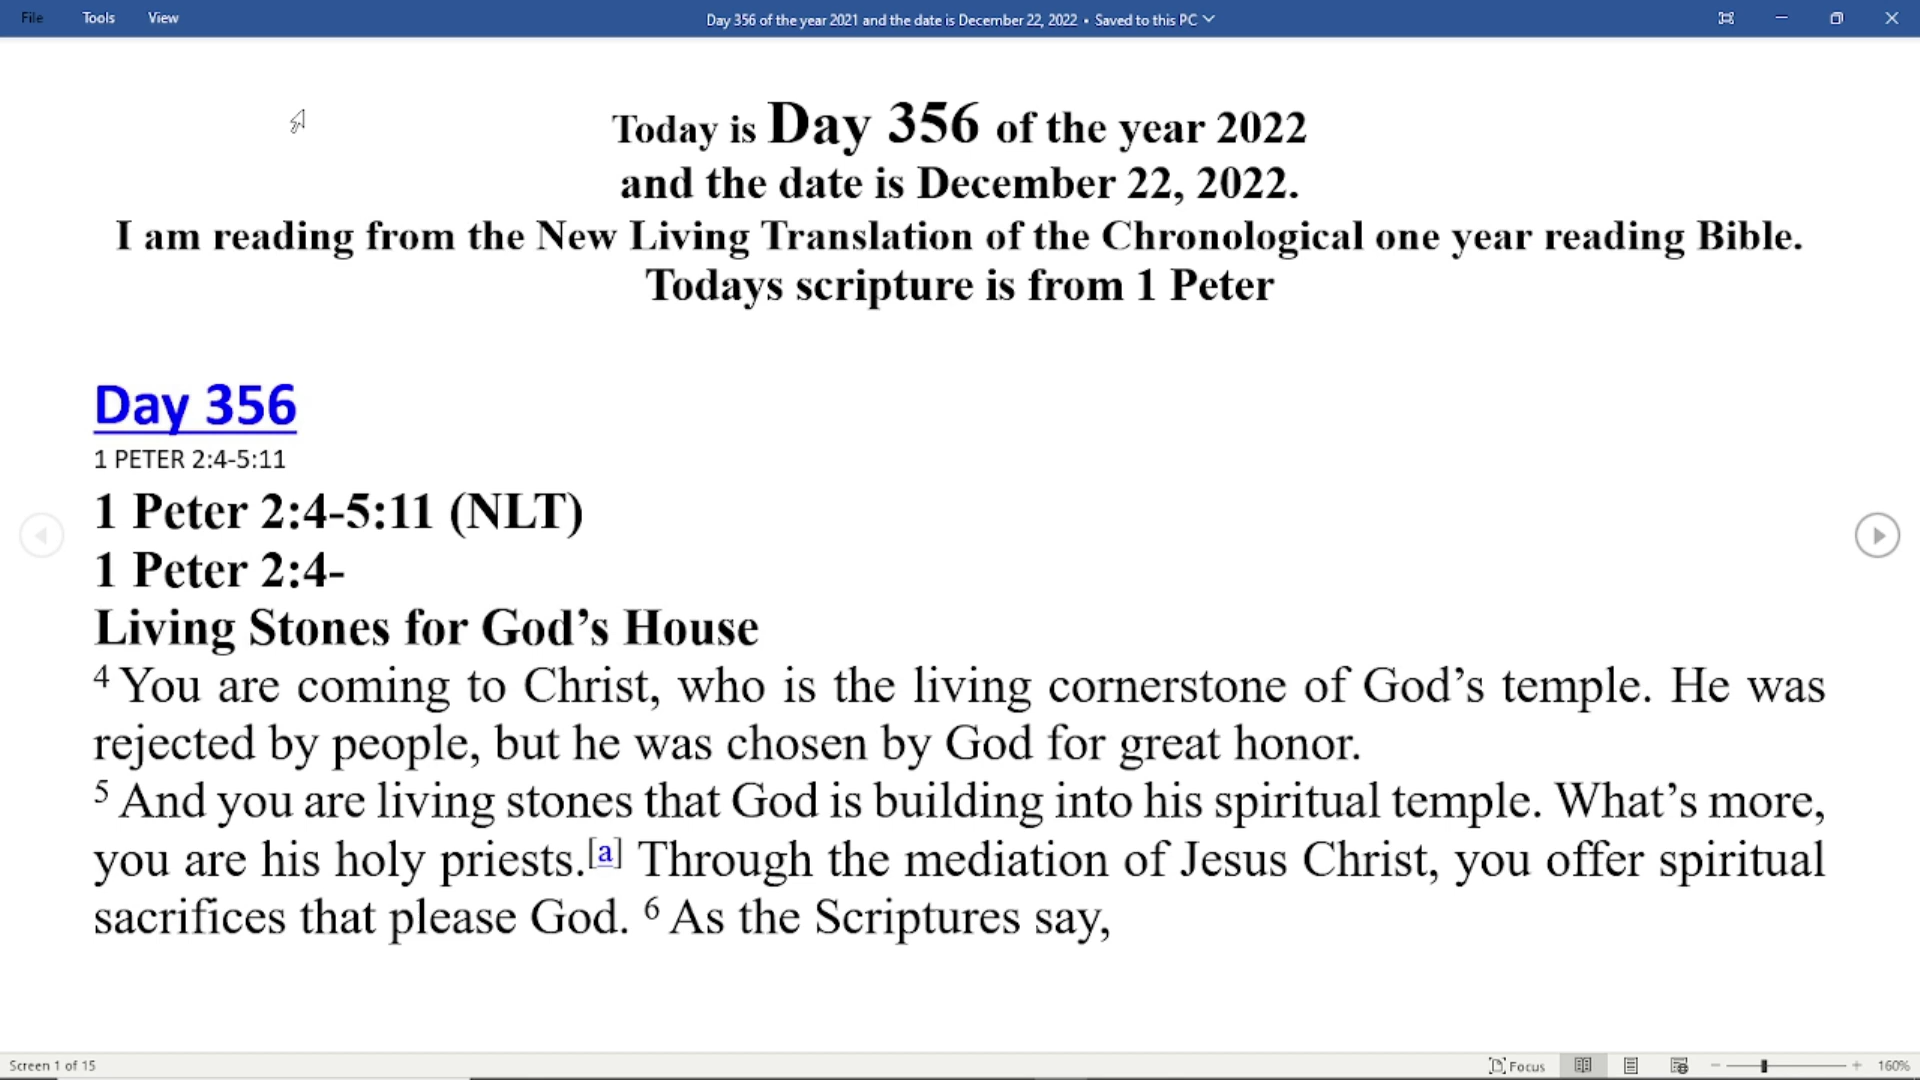 File Tools View Day 356 of the year 2021 and the date is December 22, 2022 • Saved to this PC
Today is Day 356 of the year 2022
and the date is December 22, 2022.
I am reading from the New Living Translation of the Chronological one year reading Bible.
Todays scripture is from 1 Peter
Day 356
1 PETER 2:4-5:11
1 Peter 2:4-5:11 (NLT)
1 Peter 2:4-
Living Stones for God’s House
4 You are coming to Christ, who is the living cornerstone of God’s temple. He was
rejected by people, but he was chosen by God for great honor.
5 And you are living stones that God is building into his spiritual temple. What’s more,
you are his holy priests.[a] Through the mediation of Jesus Christ, you offer spiritual
sacrifices that please God. 6 As the Scriptures say,
Screen 1 of 15 Focus 160%